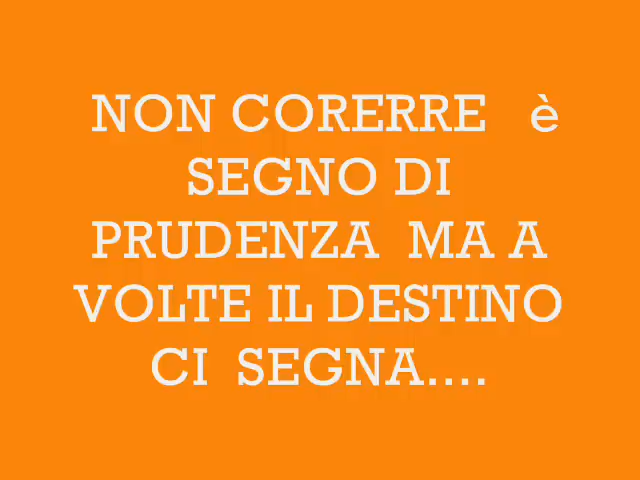 NON CORERRE è
SEGNO DI
PRUDENZA MA A
VOLTE IL DESTINO
CI SEGNA....